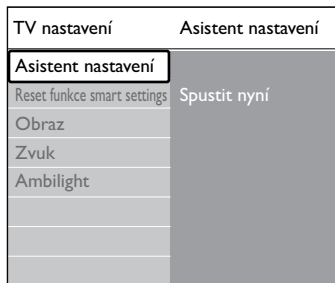 TV nastavení Asistent nastavení
Asistent nastavení
Reset funkce smart settings Spustit nyní
Obraz
Zvuk
Ambilight